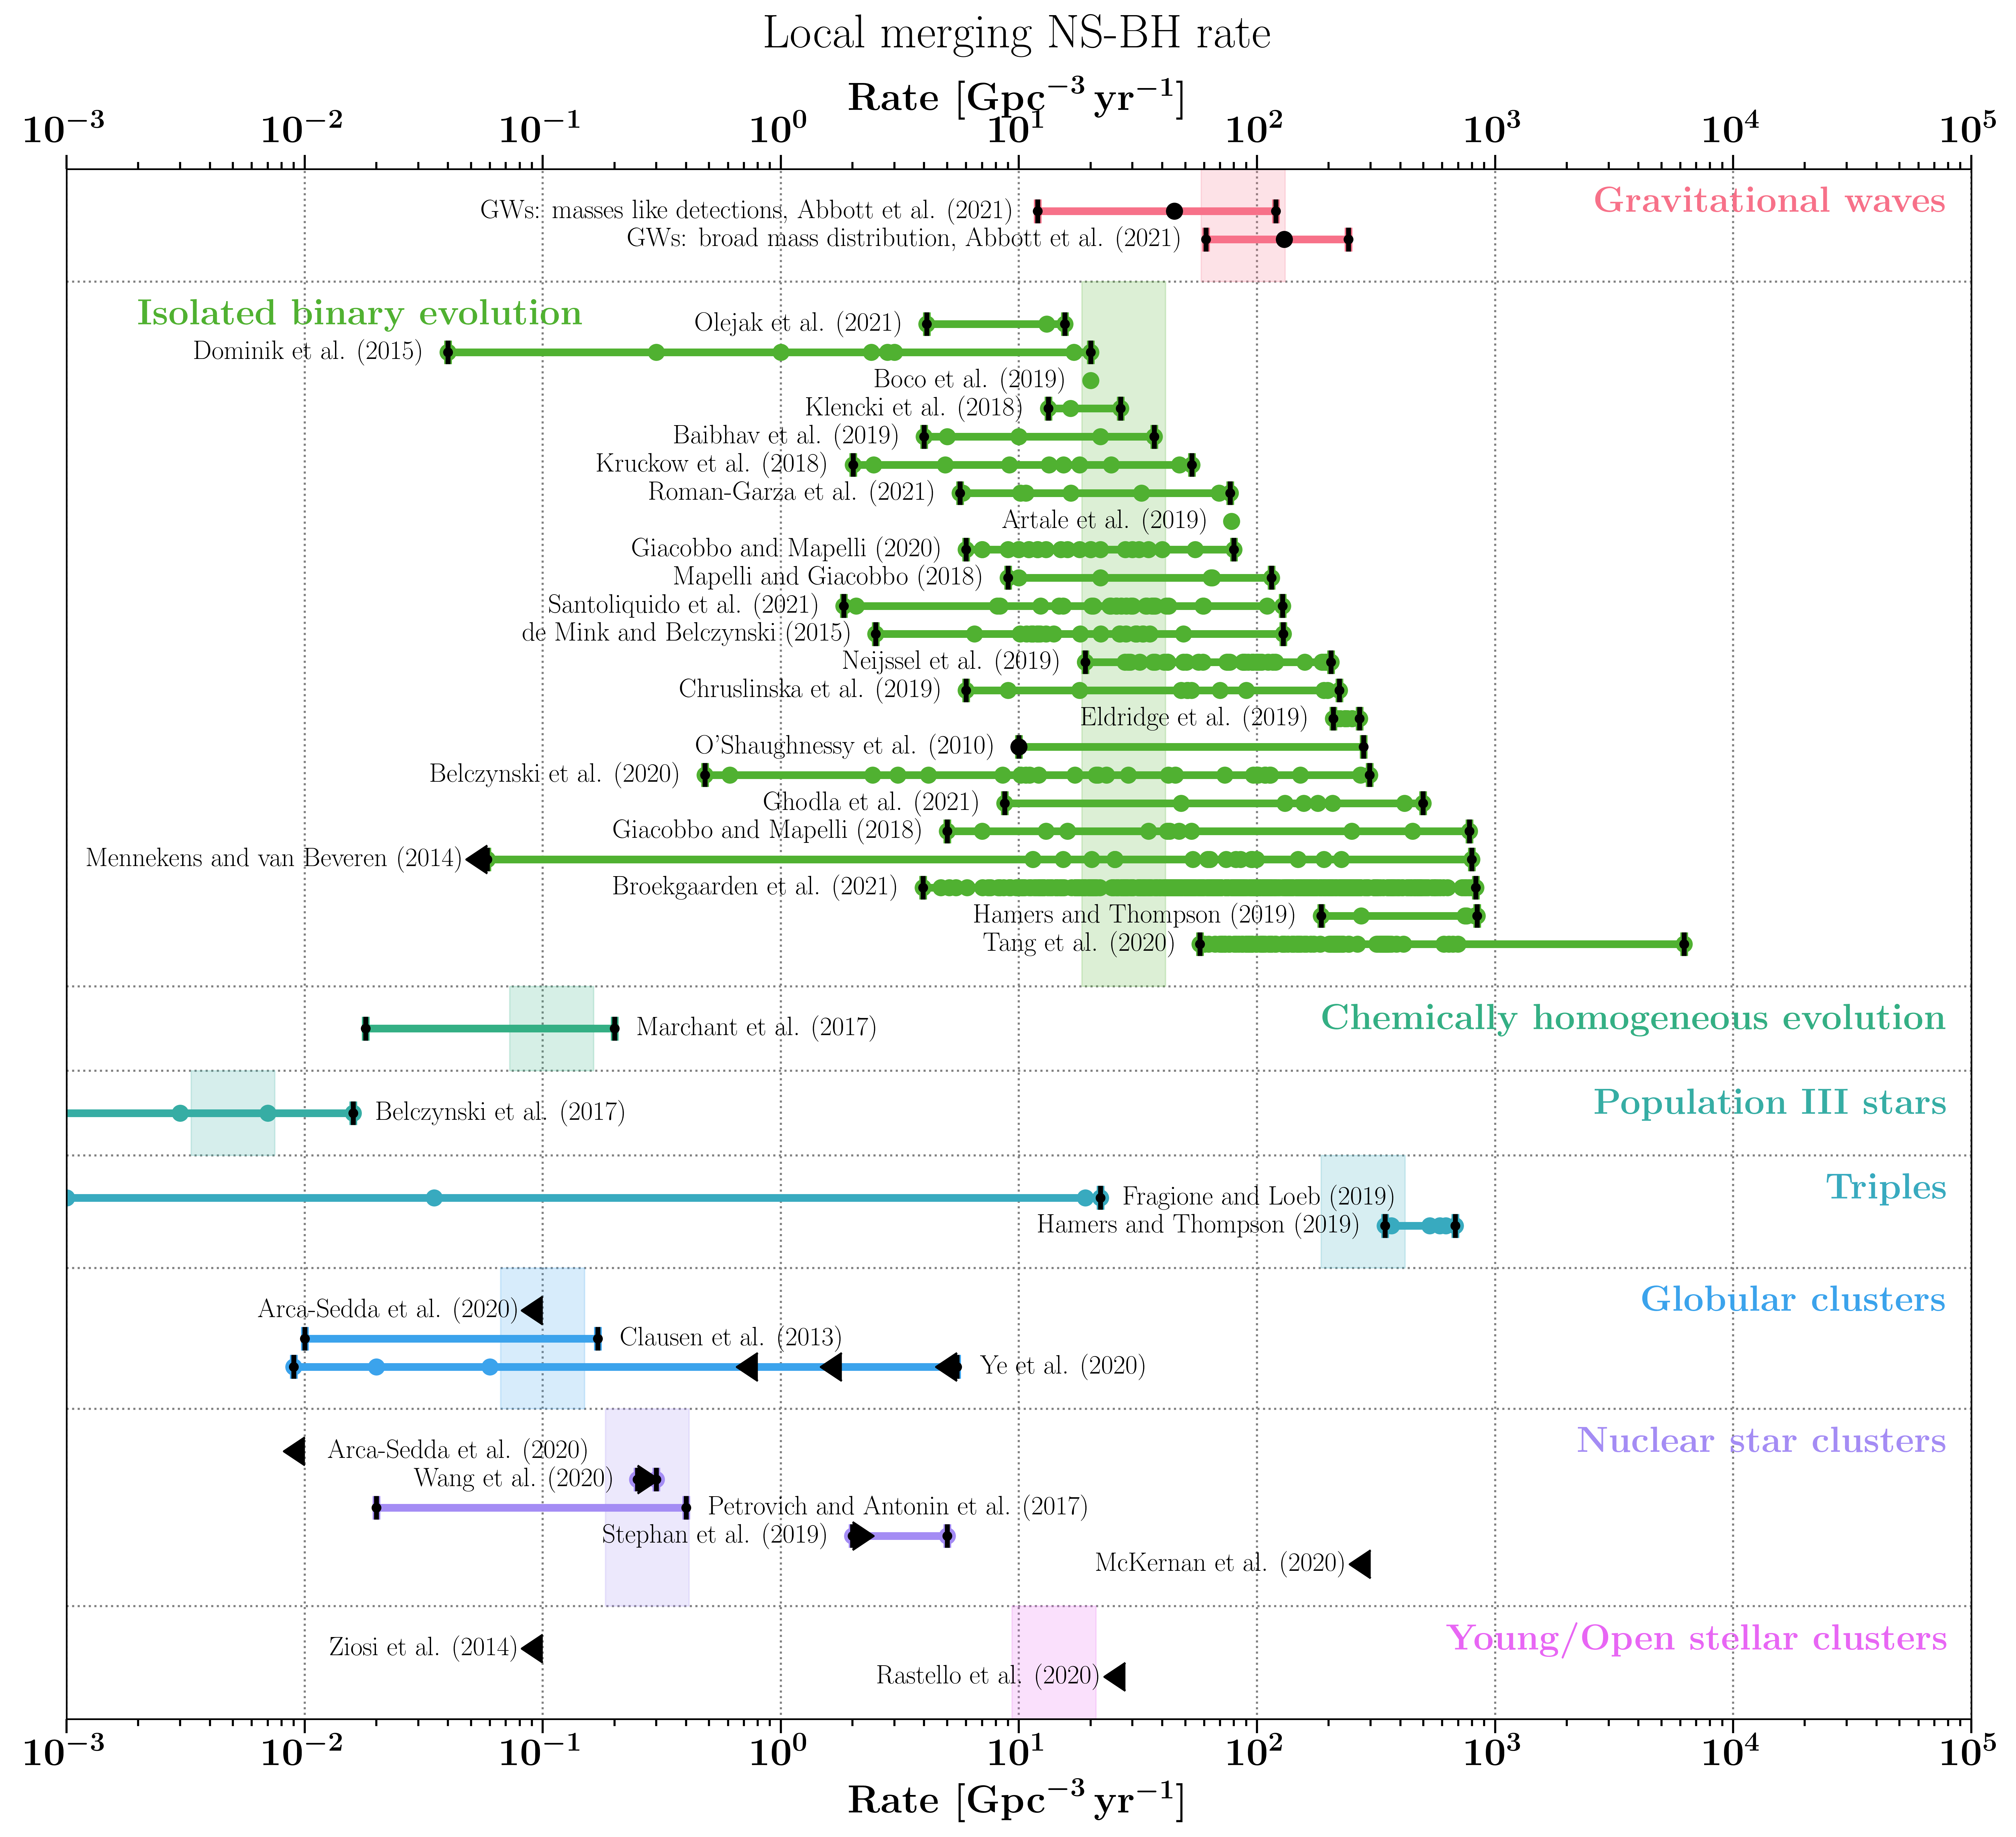 Local merging NS-BH rate
Rate [Gpc⁻³ yr⁻¹]
10⁻³ 10⁻² 10⁻¹ 10⁰ 10¹ 10² 10³ 10⁴ 10⁵
Gravitational waves
GWs: masses like detections, Abbott et al. (2021)
GWs: broad mass distribution, Abbott et al. (2021)
Isolated binary evolution
Olejak et al. (2021)
Dominik et al. (2015)
Boco et al. (2019)
Klencki et al. (2018)
Baibhav et al. (2019)
Kruckow et al. (2018)
Roman-Garza et al. (2021)
Artale et al. (2019)
Giacobbo and Mapelli (2020)
Mapelli and Giacobbo (2018)
Santoliquido et al. (2021)
de Mink and Belczynski (2015)
Neijssel et al. (2019)
Chruslinska et al. (2019)
Eldridge et al. (2019)
O'Shaughnessy et al. (2010)
Belczynski et al. (2020)
Ghodla et al. (2021)
Giacobbo and Mapelli (2018)
Mennekens and van Beveren (2014)
Broekgaarden et al. (2021)
Hamers and Thompson (2019)
Tang et al. (2020)
Chemically homogeneous evolution
Marchant et al. (2017)
Population III stars
Belczynski et al. (2017)
Triples
Fragione and Loeb (2019)
Hamers and Thompson (2019)
Globular clusters
Arca-Sedda et al. (2020)
Clausen et al. (2013)
Ye et al. (2020)
Nuclear star clusters
Arca-Sedda et al. (2020)
Wang et al. (2020)
Petrovich and Antonin et al. (2017)
Stephan et al. (2019)
McKernan et al. (2020)
Young/Open stellar clusters
Ziosi et al. (2014)
Rastello et al. (2020)
10⁻³ 10⁻² 10⁻¹ 10⁰ 10¹ 10² 10³ 10⁴ 10⁵
Rate [Gpc⁻³ yr⁻¹]